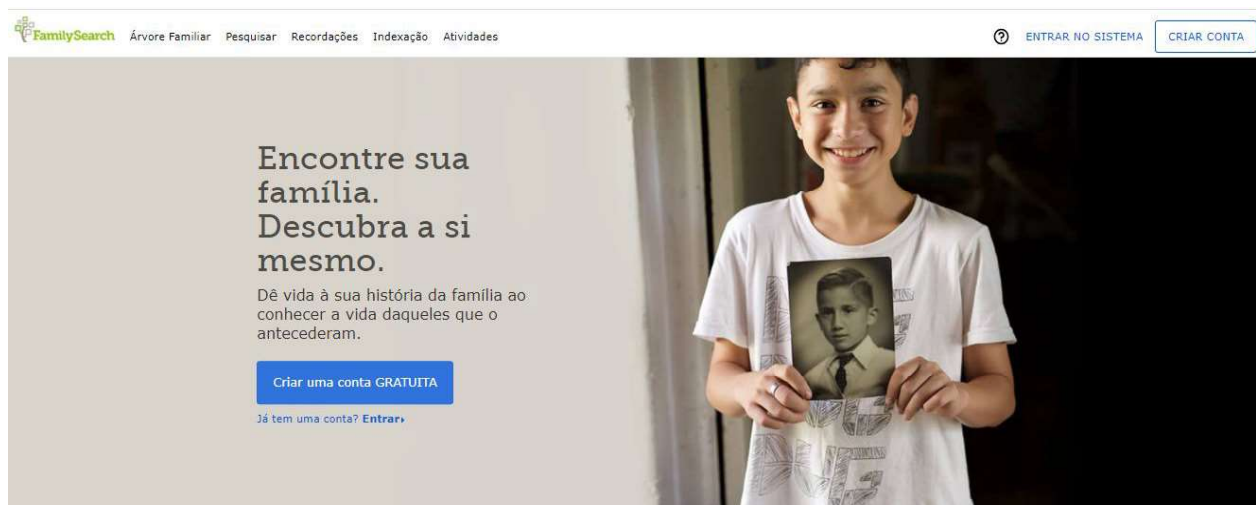 FamilySearch Árvore Familiar Pesquisar Recordações Indexação Atividades ENTRAR NO SISTEMA CRIAR CONTA
Encontre sua
família.
Descubra a si
mesmo.
Dê vida à sua história da família ao
conhecer a vida daqueles que o
antecederam.
Criar uma conta GRATUITA
Já tem uma conta? Entrar